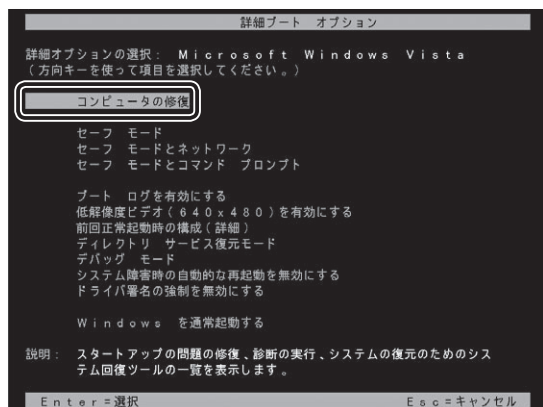 詳細ブート オプション
詳細オプションの選択： Microsoft Windows Vista
（方向キーを使って項目を選択してください。）
コンピュータの修復
セーフ モード
セーフ モードとネットワーク
セーフ モードとコマンド プロンプト
ブート ログを有効にする
低解像度ビデオ（640x480）を有効にする
前回正常起動時の構成（詳細）
ディレクトリ サービス復元モード
デバッグ モード
システム障害時の自動的な再起動を無効にする
ドライバ署名の強制を無効にする
Windows を通常起動する
説明： スタートアップの問題の修復、診断の実行、システムの復元のためのシス
テム回復ツールの一覧を表示します。
Enter=選択 Esc=キャンセル